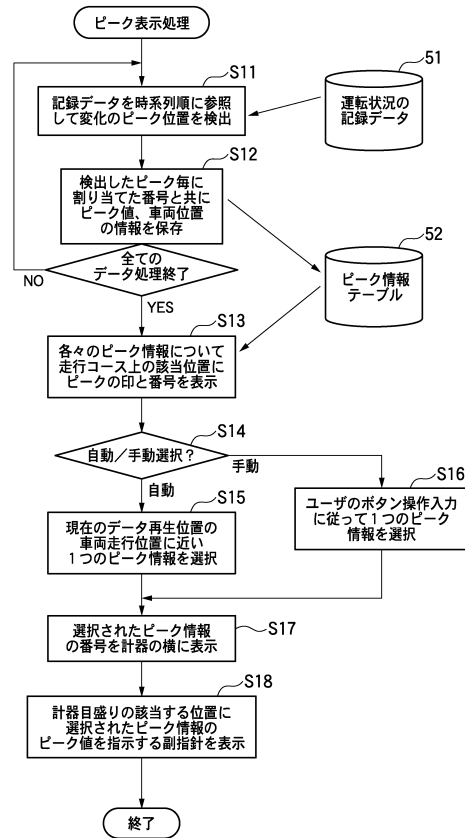 ピーク表示処理
S11
51
記録データを時系列順に参照
して変化のピーク位置を検出
運転状況の
記録データ
S12
検出したピーク毎に
割り当てた番号と共に
ピーク値、車両位置
の情報を保存
52
ピーク情報
テーブル
全ての
データ処理終了
NO
YES
S13
各々のピーク情報について
走行コース上の該当位置に
ピークの印と番号を表示
S14
自動／手動選択？
手動
自動
S15
現在のデータ再生位置の
車両走行位置に近い
１つのピーク情報を選択
S16
ユーザのボタン操作入力
に従って１つのピーク
情報を選択
S17
選択されたピーク情報
の番号を計器の横に表示
S18
計器目盛りの該当する位置に
選択されたピーク情報の
ピーク値を指示する副指針を表示
終了